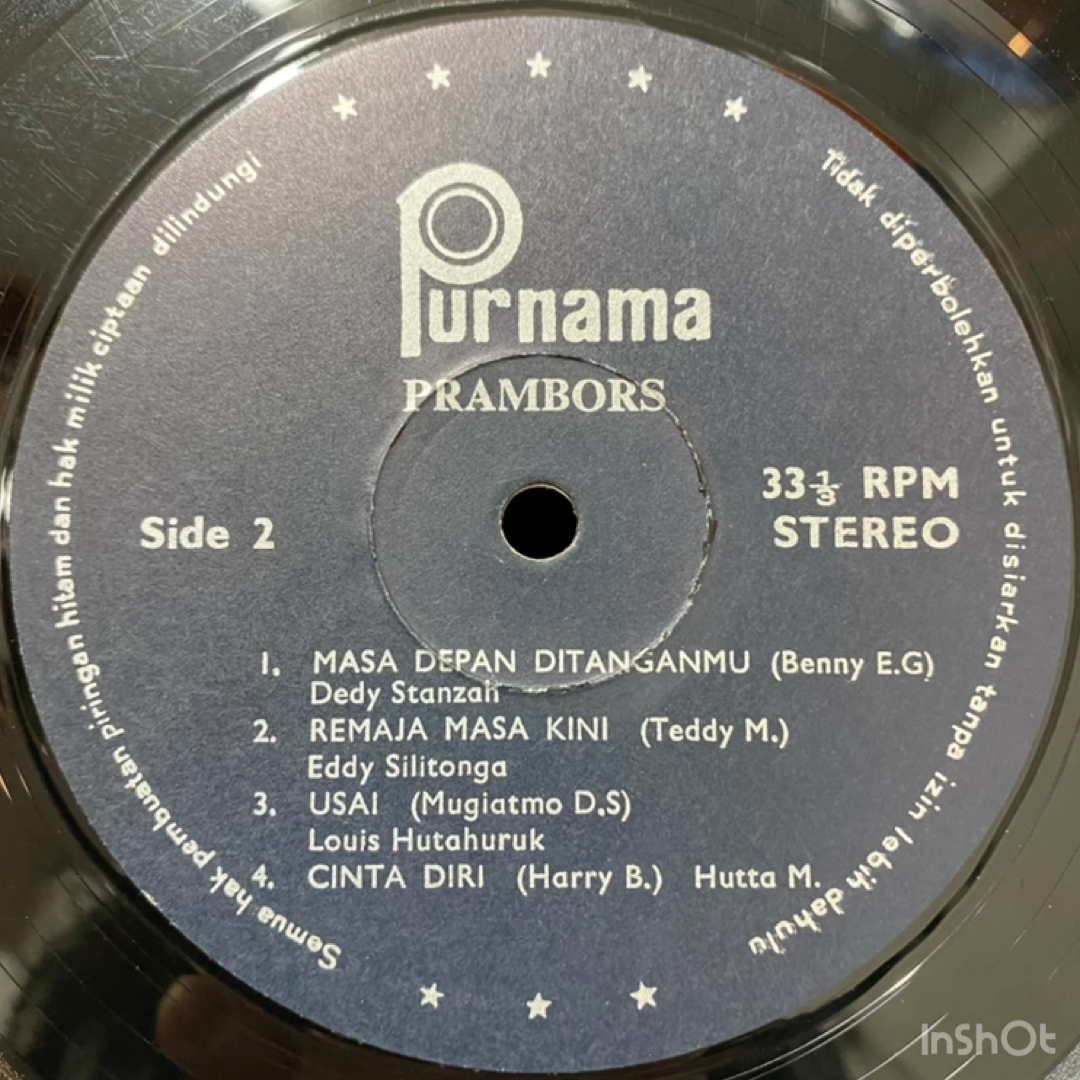 Purnama
PRAMBORS
Side 2
33⅓ RPM
STEREO
1. MASA DEPAN DITANGANMU (Benny E.G)
Dedy Stanzah
2. REMAJA MASA KINI (Teddy M.)
Eddy Silitonga
3. USAI (Mugiatmo D.S)
Louis Hutahuruk
4. CINTA DIRI (Harry B.) Hutta M.
Semua hak pembuatan piringan hitam dan hak milik ciptaan dilindungi
Tidak diperbolehkan untuk disiarkan tanpa izin lebih dahulu
InShOt